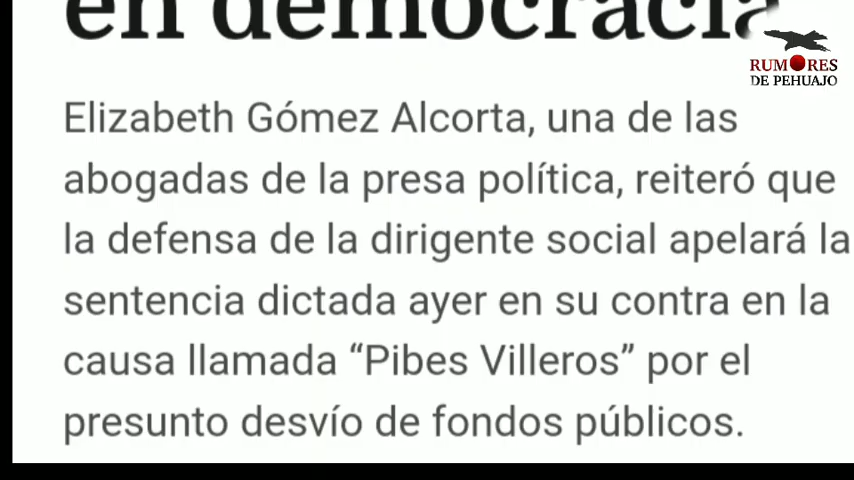 en democracia
RUMORES
DE PEHUAJO
Elizabeth Gómez Alcorta, una de las
abogadas de la presa política, reiteró que
la defensa de la dirigente social apelará la
sentencia dictada ayer en su contra en la
causa llamada “Pibes Villeros” por el
presunto desvío de fondos públicos.